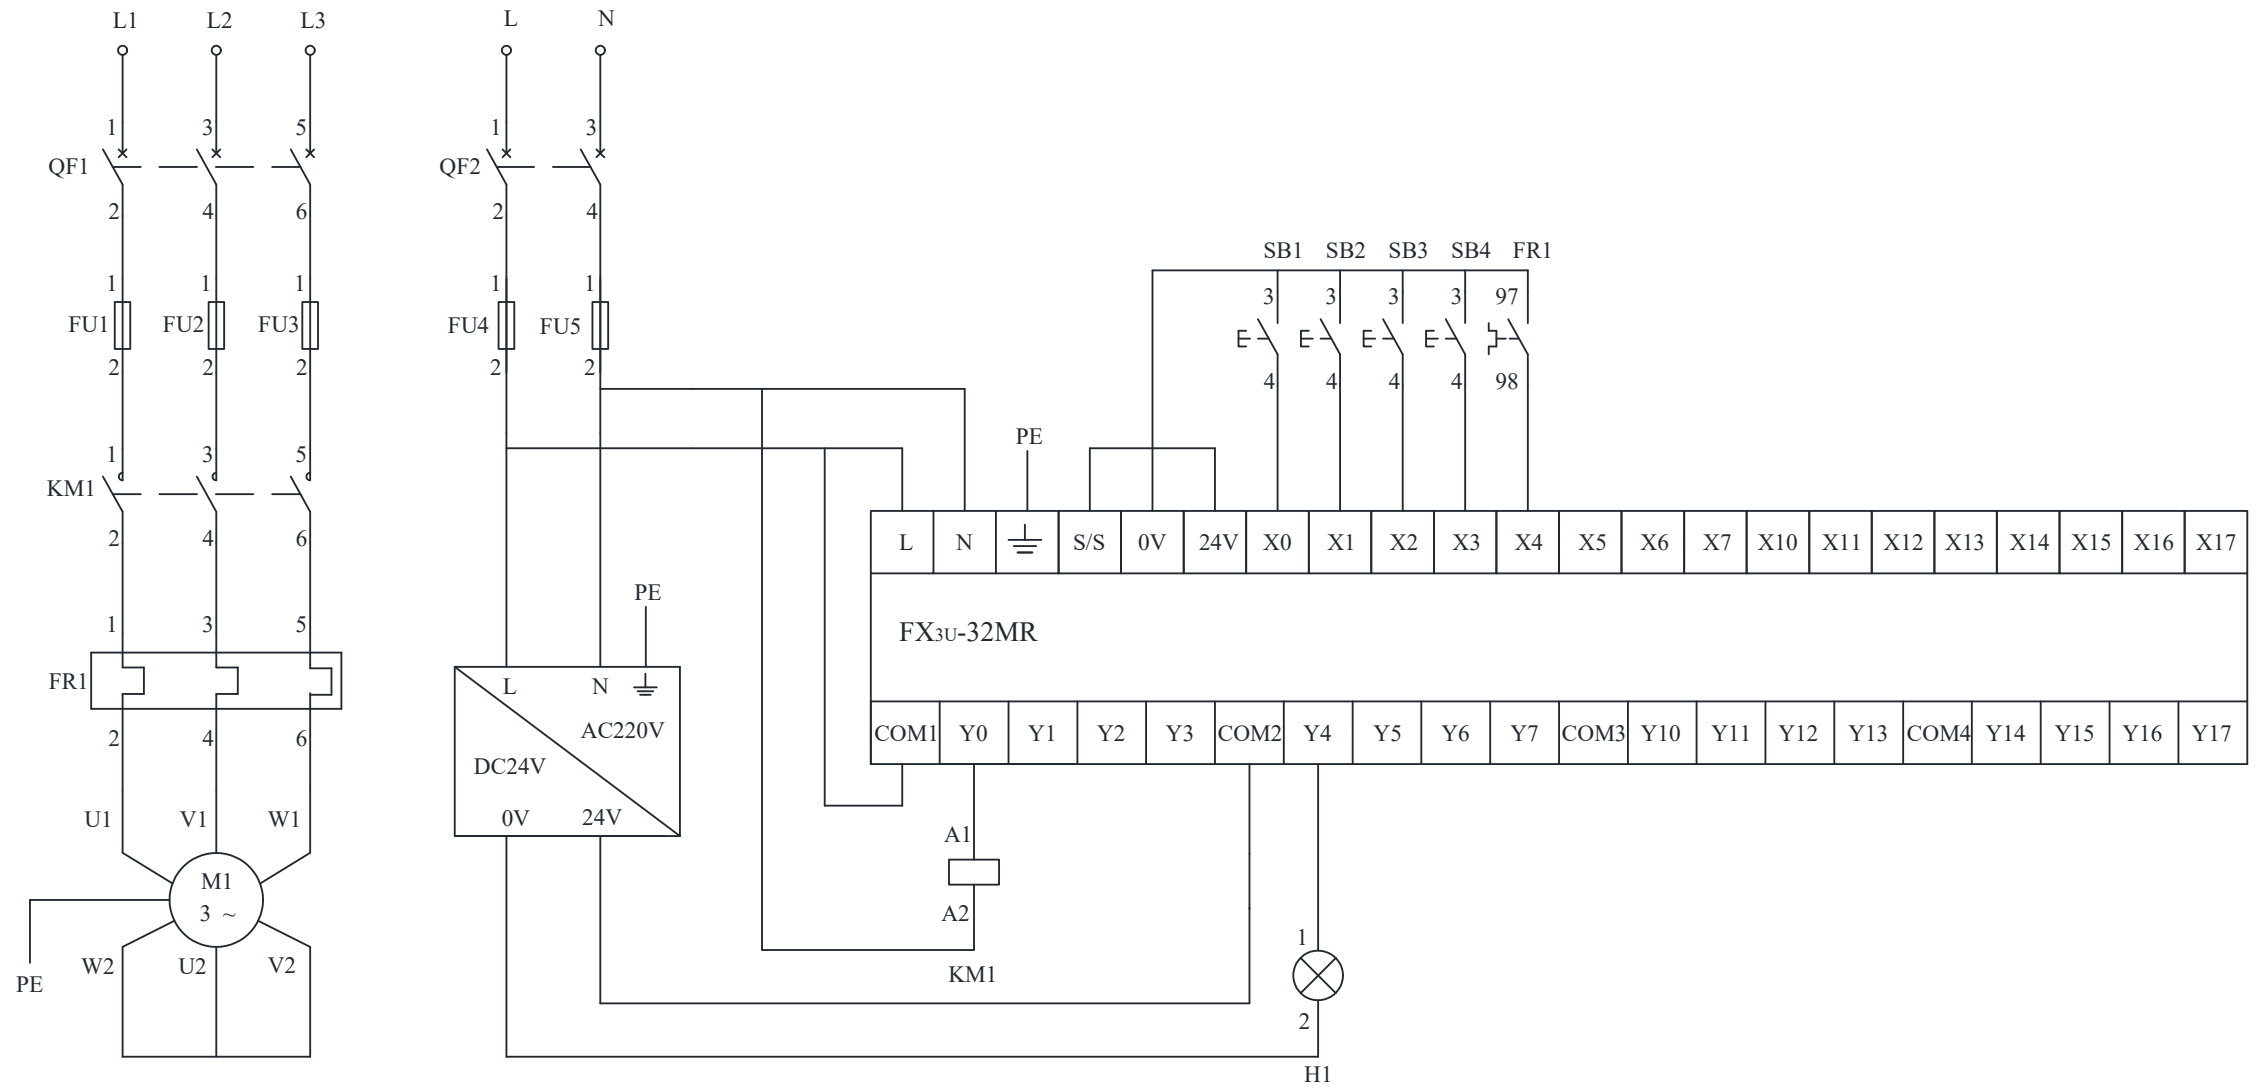 L1 L2 L3 L N
1 3 5 1 3
QF1 QF2
2 4 6 2 4
SB1 SB2 SB3 SB4 FR1
1 1 1 1 1 3 3 3 3 97
FU1 FU2 FU3 FU4 FU5
2 2 2 2 2 4 4 4 4 98
PE
1 3 5
KM1
2 4 6
L N S/S 0V 24V X0 X1 X2 X3 X4 X5 X6 X7 X10 X11 X12 X13 X14 X15 X16 X17
PE
1 3 5
FX3U-32MR
FR1
L N
AC220V
2 4 6
COM1 Y0 Y1 Y2 Y3 COM2 Y4 Y5 Y6 Y7 COM3 Y10 Y11 Y12 Y13 COM4 Y14 Y15 Y16 Y17
DC24V
0V 24V
U1 V1 W1
A1
M1
3 ~
A2
1
W2 U2 V2
PE
KM1
2
H1